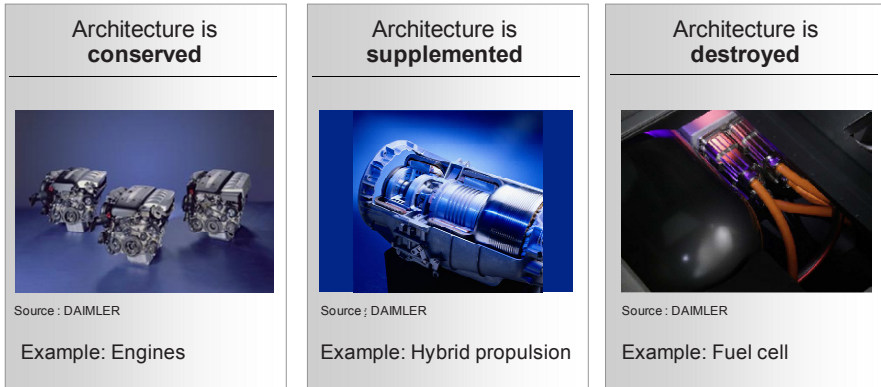 Architecture is
conserved
Source : DAIMLER
Example: Engines
Architecture is
supplemented
Source ; DAIMLER
Example: Hybrid propulsion
Architecture is
destroyed
Source : DAIMLER
Example: Fuel cell